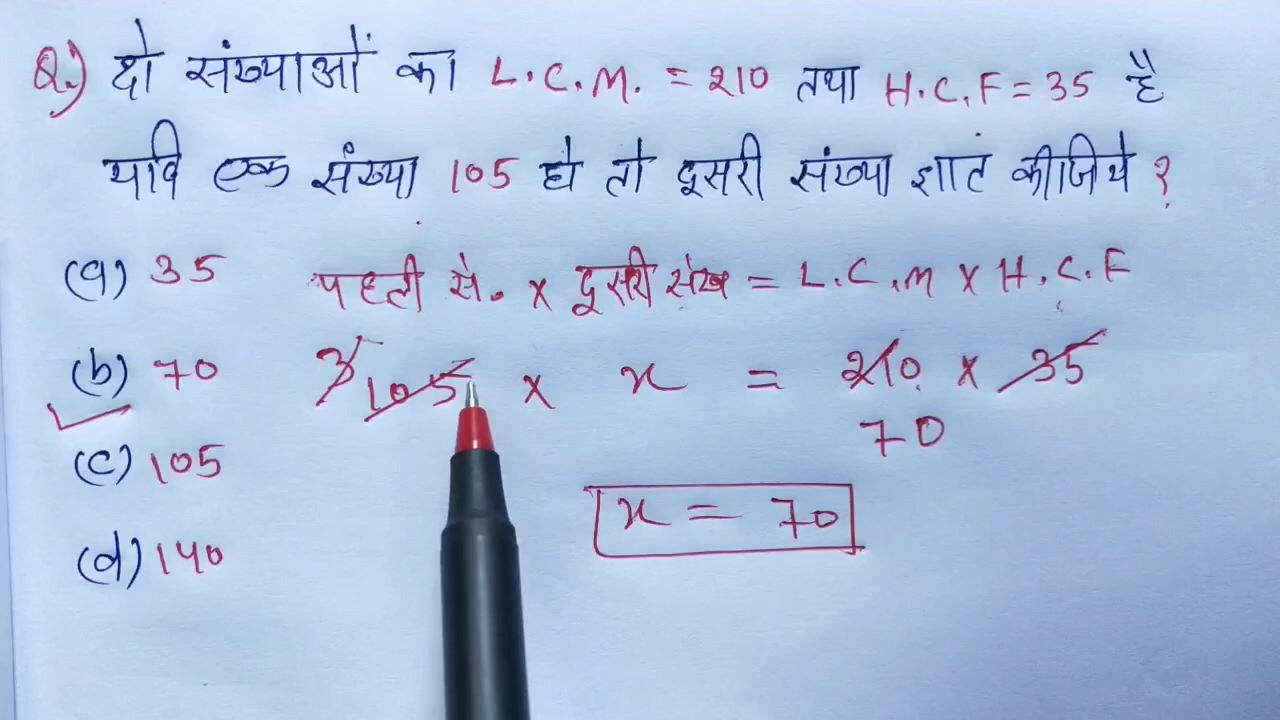 Q.) दो संख्याओं का L.C.M. = 210 तथा H.C.F = 35 है
यदि एक संख्या 105 हो तो दूसरी संख्या ज्ञात कीजिये ?
(a) 35
पहली सं. × दूसरी संख्या = L.C.M × H.C.F
(b) 70
3 105 × x = 210 × 35
70
(c) 105
x = 70
(d) 140